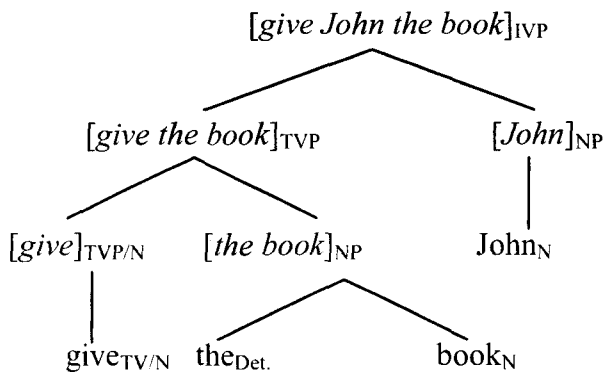 [give John the book]IVP
[give the book]TVP [John]NP
[give]TVP/N [the book]NP JohnN
giveTV/N theDet. bookN